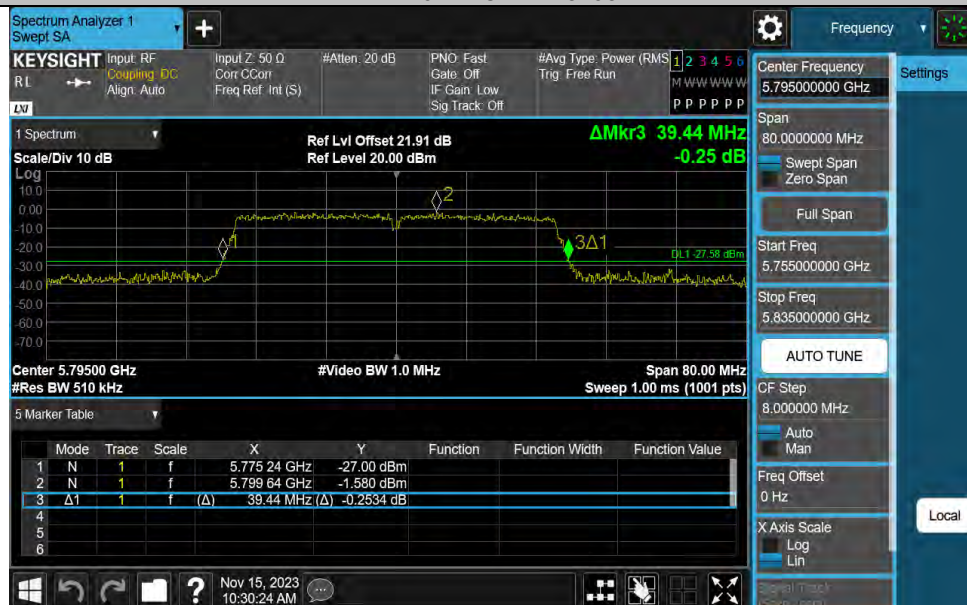 Spectrum Analyzer 1
Swept SA
+
Frequency
KEYSIGHT
RL
LXI
Input: RF
Coupling: DC
Align: Auto
Input Z: 50 Ω
Corr CCorr
Freq Ref: Int (S)
#Atten: 20 dB
PNO: Fast
Gate: Off
IF Gain: Low
Sig Track: Off
#Avg Type: Power (RMS
Trig: Free Run
1 2 3 4 5 6
M W W W W W
P P P P P P
1 Spectrum
Scale/Div 10 dB
Log
Ref Lvl Offset 21.91 dB
Ref Level 20.00 dBm
ΔMkr3 39.44 MHz
-0.25 dB
10.0
0.00
-10.0
-20.0
-30.0
-40.0
-50.0
-60.0
-70.0
1
2
3Δ1
DL1 -27.58 dBm
Center 5.79500 GHz
#Video BW 1.0 MHz
Span 80.00 MHz
#Res BW 510 kHz
Sweep 1.00 ms (1001 pts)
5 Marker Table
Mode Trace Scale X Y Function Function Width Function Value
1 N 1 f 5.775 24 GHz -27.00 dBm
2 N 1 f 5.799 64 GHz -1.580 dBm
3 Δ1 1 f (Δ) 39.44 MHz (Δ) -0.2534 dB
4
5
6
?
Nov 15, 2023
10:30:24 AM
Center Frequency
5.795000000 GHz
Settings
Span
80.0000000 MHz
Swept Span
Zero Span
Full Span
Start Freq
5.755000000 GHz
Stop Freq
5.835000000 GHz
AUTO TUNE
CF Step
8.000000 MHz
Auto
Man
Freq Offset
0 Hz
X Axis Scale
Log
Lin
Local
Signal Track